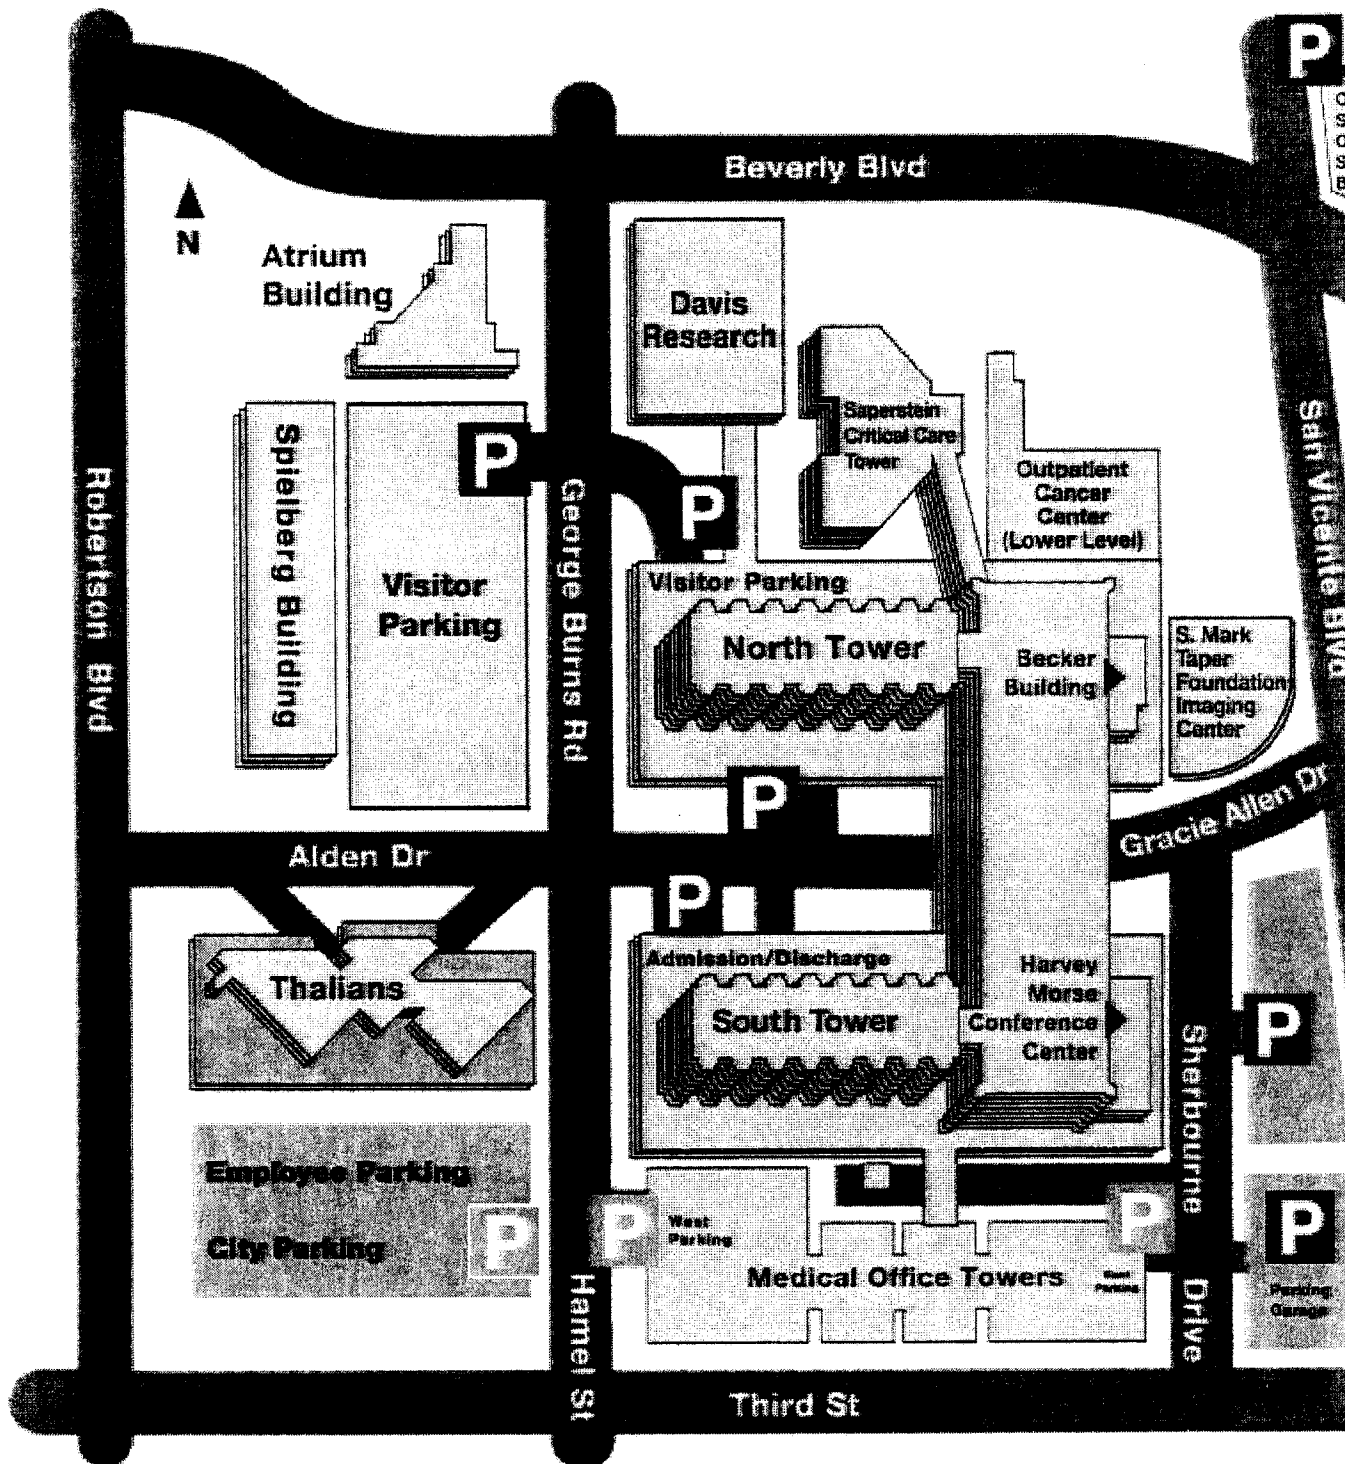 P
C
S
C
S
B
Beverly Blvd
N
Atrium
Building
Davis
Research
Saperstein
Critical Care
Tower
San Vicente Blvd
Outpatient
Cancer
Center
(Lower Level)
Robertson Blvd
Spielberg Building
P
George Burns Rd
P
Visitor
Parking
Visitor Parking
North Tower
Becker
Building
S. Mark
Taper
Foundation
Imaging
Center
P
Gracie Allen Dr
Alden Dr
P
Admission/Discharge
Thalians
South Tower
Harvey
Morse
Conference
Center
P
Sherbourne Drive
Employee Parking
City Parking
P
P
West
Parking
P
P
Medical Office Towers
East
Parking
Parking
Garage
Hamel St
Third St